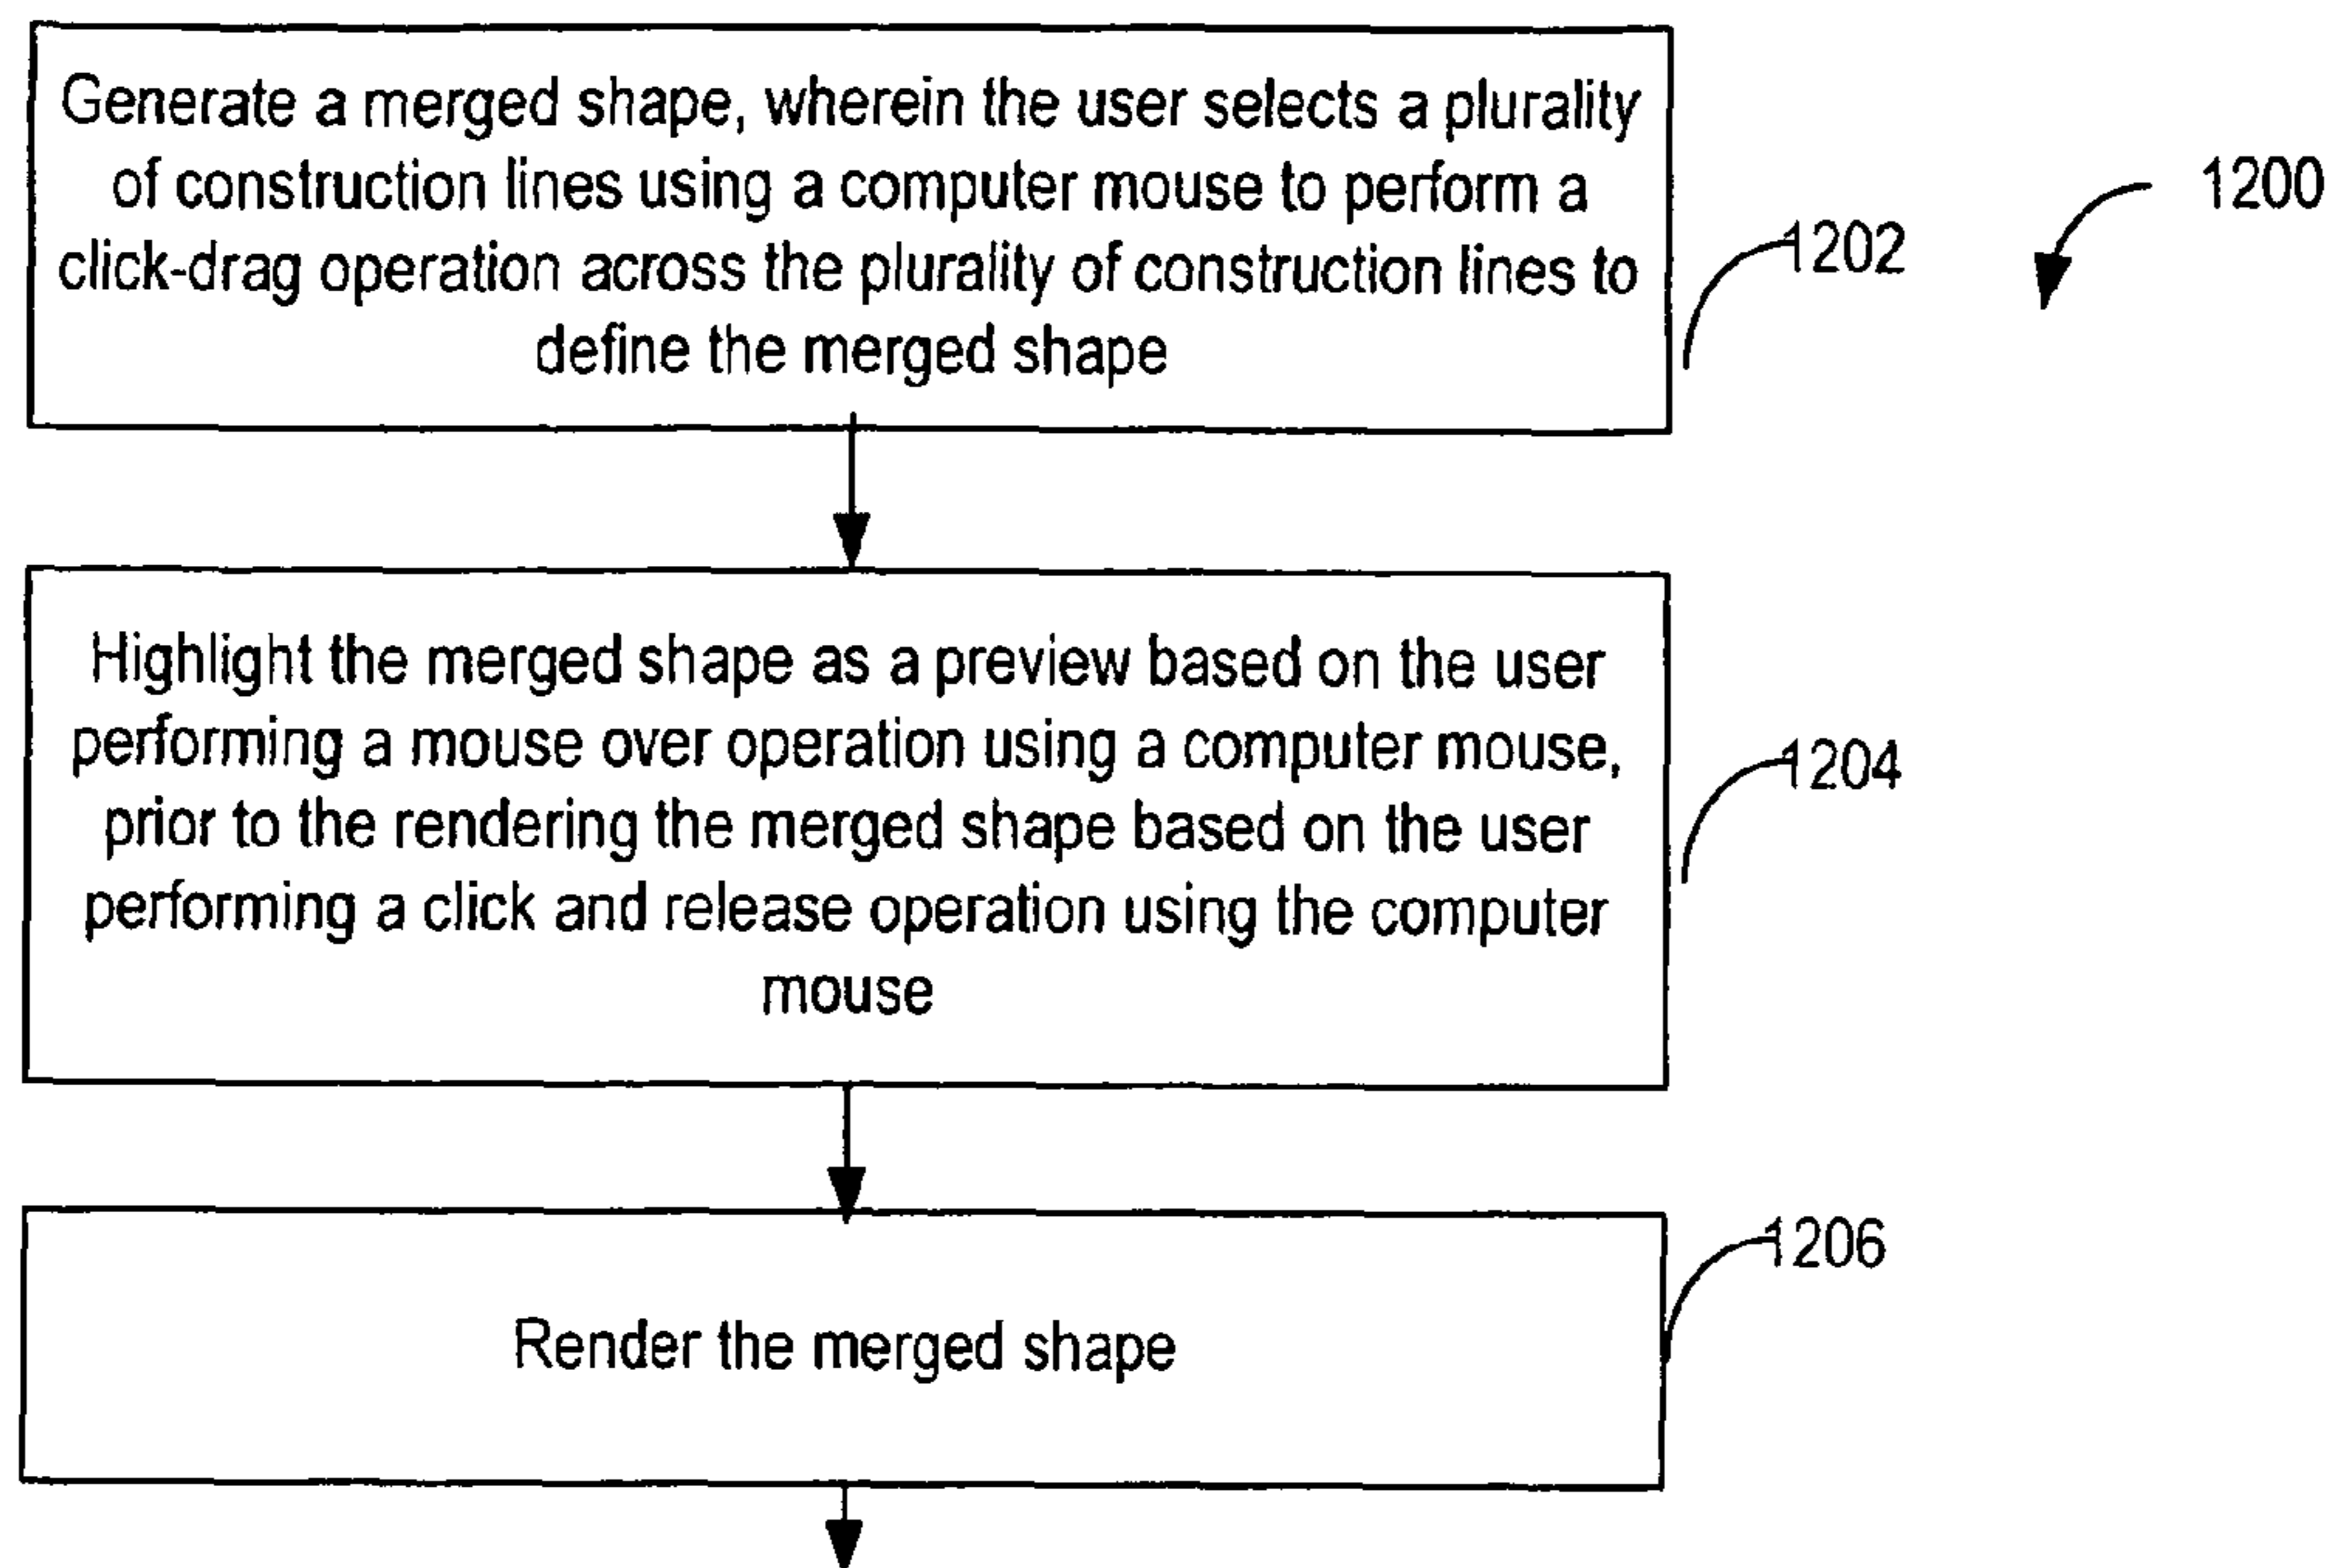 Generate a merged shape, wherein the user selects a plurality
of construction lines using a computer mouse to perform a
click-drag operation across the plurality of construction lines to
define the merged shape
1200
1202
Highlight the merged shape as a preview based on the user
performing a mouse over operation using a computer mouse,
prior to the rendering the merged shape based on the user
performing a click and release operation using the computer
mouse
1204
Render the merged shape
1206